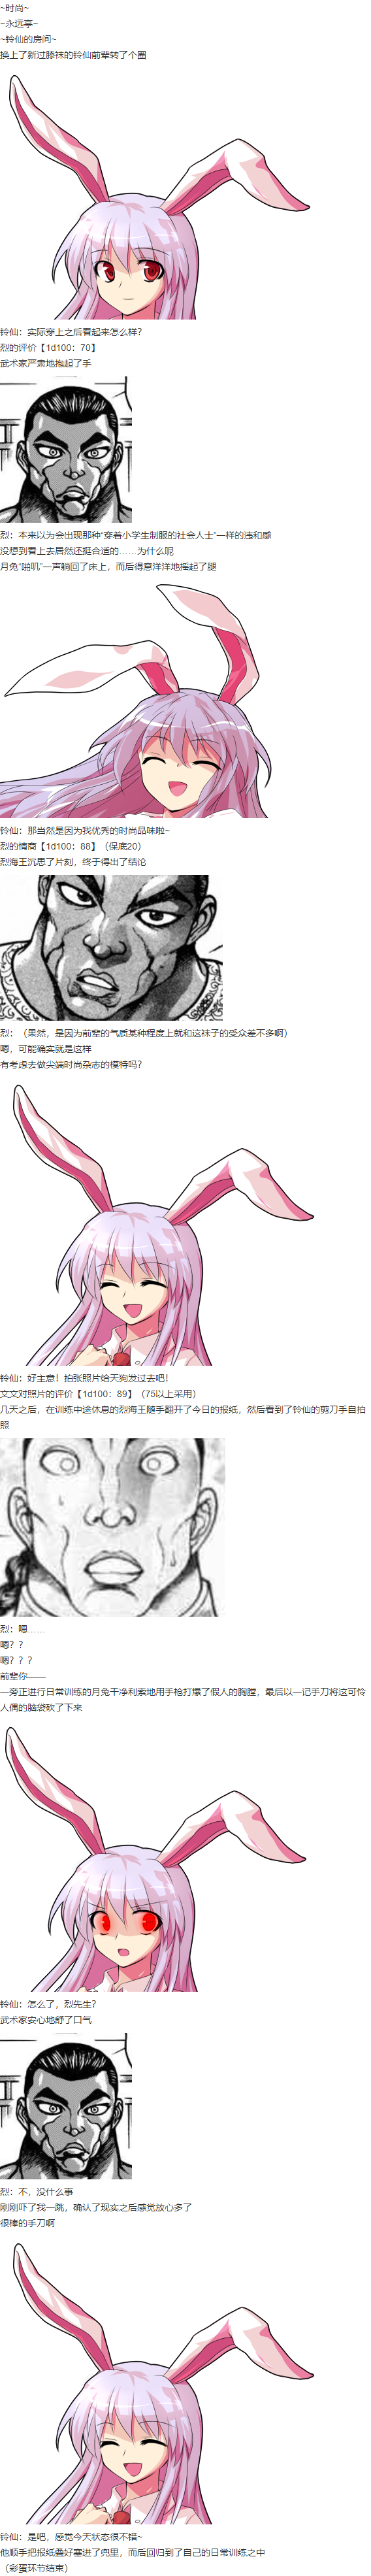 ~时尚~
~永远亭~
~铃仙的房间~
换上了新过膝袜的铃仙前辈转了个圈
铃仙：实际穿上之后看起来怎么样？
烈的评价【1d100：70】
武术家严肃地抱起了手
烈：本来以为会出现那种“穿着小学生制服的社会人士”一样的违和感
没想到看上去居然还挺合适的……为什么呢
月兔“啪叽”一声躺回了床上，而后得意洋洋地摇起了腿
铃仙：那当然是因为我优秀的时尚品味啦~
烈的情商【1d100：88】（保底20）
烈海王沉思了片刻，终于得出了结论
烈：（果然，是因为前辈的气质某种程度上就和这袜子的受众差不多啊）
嗯，可能确实就是这样
有考虑去做尖端时尚杂志的模特吗？
铃仙：好主意！拍张照片给天狗发过去吧！
文文对照片的评价【1d100：89】（75以上采用）
几天之后，在训练中途休息的烈海王随手翻开了今日的报纸，然后看到了铃仙的剪刀手自拍
照
烈：嗯……
嗯？？
嗯？？？
前辈你——
一旁正进行日常训练的月兔干净利索地用手枪打爆了假人的胸膛，最后以一记手刀将这可怜
人偶的脑袋砍了下来
铃仙：怎么了，烈先生？
武术家安心地舒了口气
烈：不，没什么事
刚刚吓了我一跳，确认了现实之后感觉放心多了
很棒的手刀啊
铃仙：是吧，感觉今天状态很不错~
他顺手把报纸叠好塞进了兜里，而后回归到了自己的日常训练之中
（彩蛋环节结束）